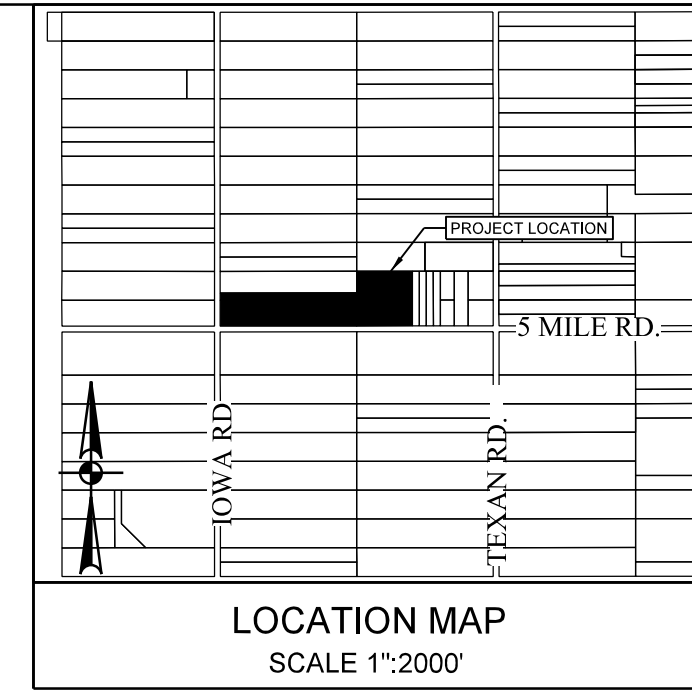 PROJECT LOCATION
5 MILE RD.
IOWA RD
TEXAN RD.
LOCATION MAP
SCALE 1":2000'